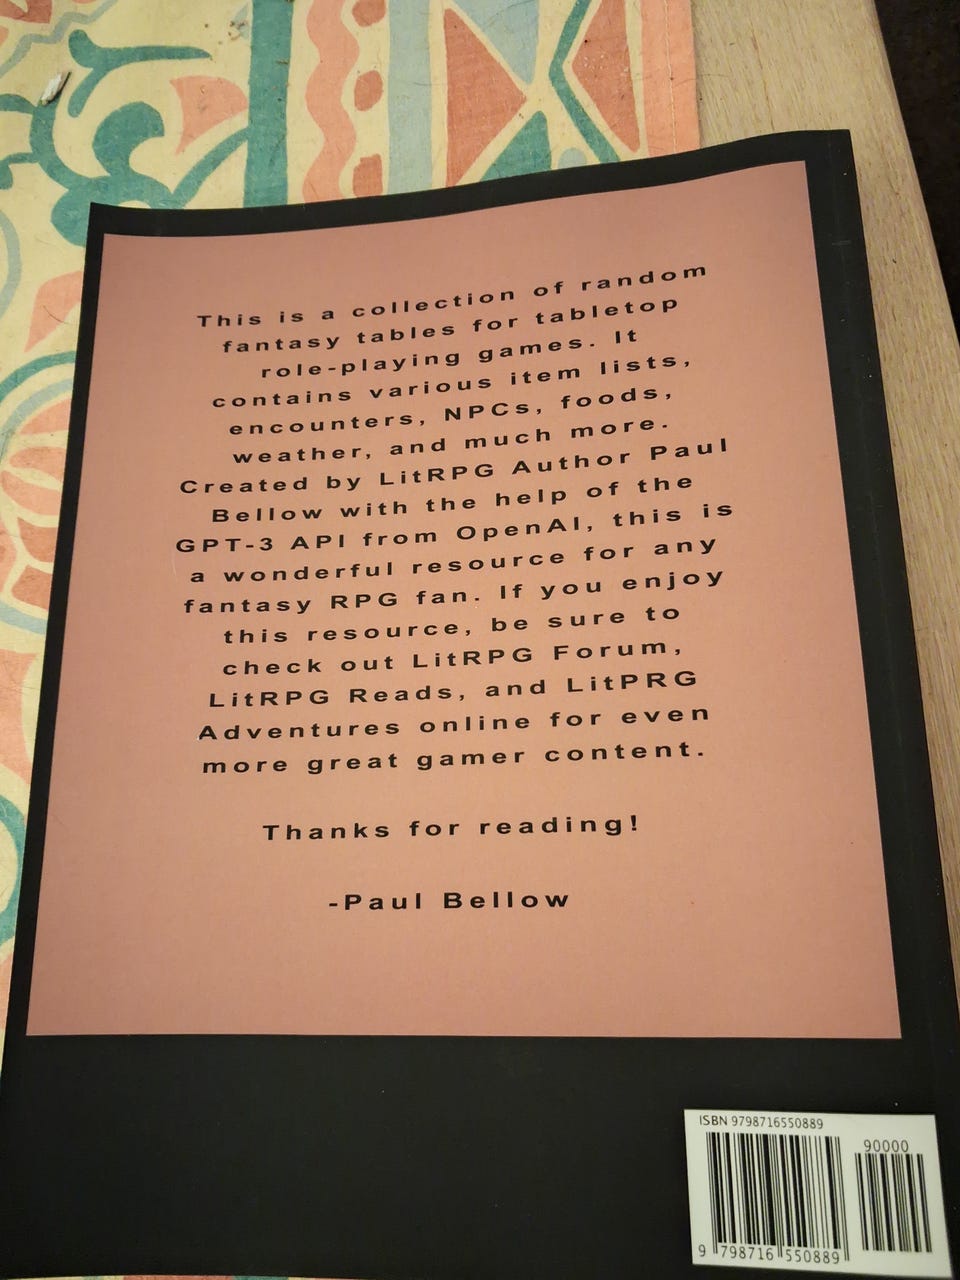 This is a collection of random
fantasy tables for tabletop
role-playing games. It
contains various item lists,
encounters, NPCs, foods,
weather, and much more.
Created by LitRPG Author Paul
Bellow with the help of the
GPT-3 API from OpenAI, this is
a wonderful resource for any
fantasy RPG fan. If you enjoy
this resource, be sure to
check out LitRPG Forum,
LitRPG Reads, and LitPRG
Adventures online for even
more great gamer content.
Thanks for reading!
-Paul Bellow
ISBN 9798716550889
90000
9 798716 550889